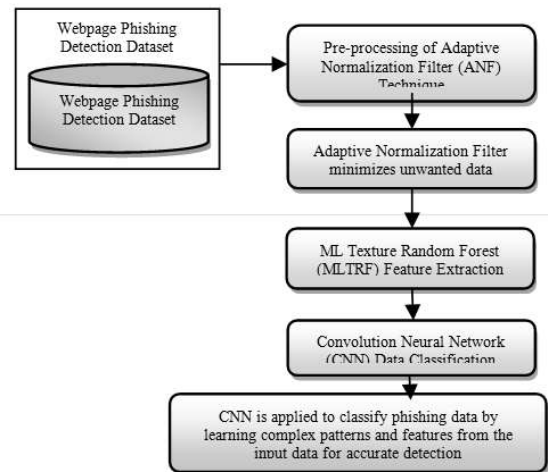 Webpage Phishing
Detection Dataset
Webpage Phishing
Detection Dataset
Pre-processing of Adaptive
Normalization Filter (ANF)
Technique
Adaptive Normalization Filter
minimizes unwanted data
ML Texture Random Forest
(MLTRF) Feature Extraction
Convolution Neural Network
(CNN) Data Classification
CNN is applied to classify phishing data by
learning complex patterns and features from the
input data for accurate detection